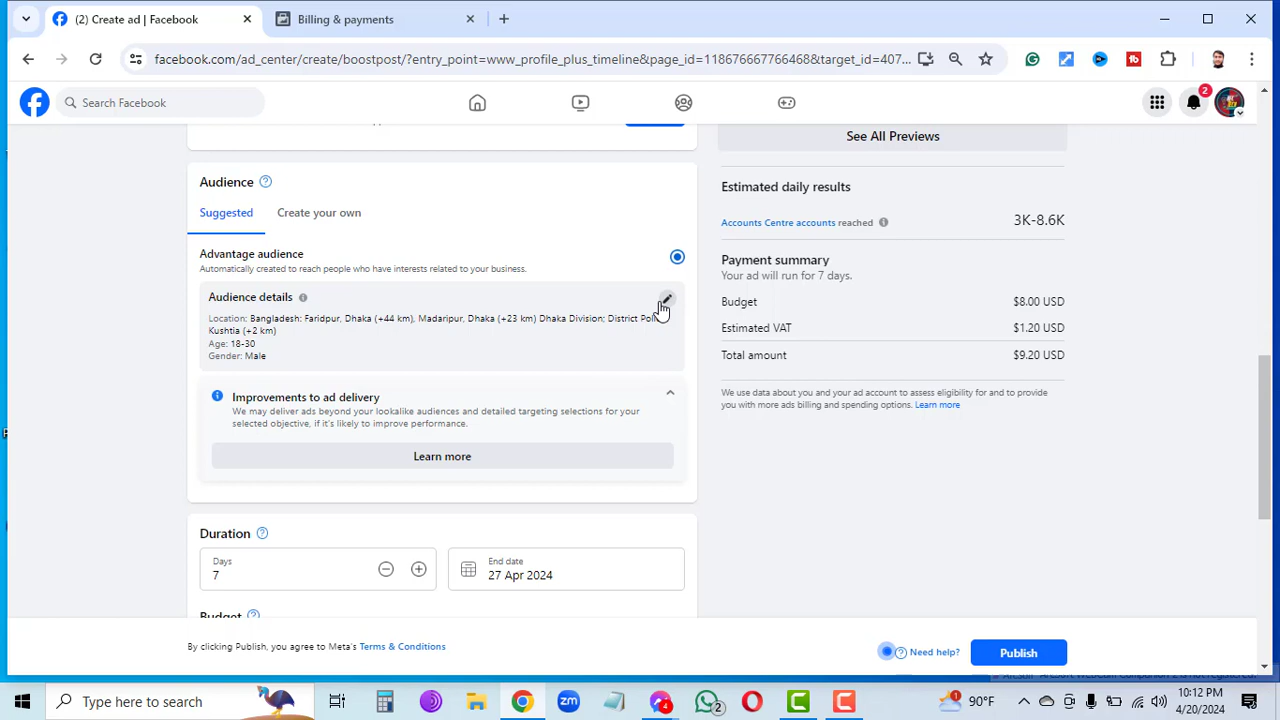 (2) Create ad | Facebook
Billing & payments
facebook.com/ad_center/create/boostpost/?entry_point=www_profile_plus_timeline&page_id=118676677664688&target_id=407...
Search Facebook
2
See All Previews
Audience
Suggested
Create your own
Advantage audience
Automatically created to reach people who have interests related to your business.
Audience details
Location: Bangladesh: Faridpur, Dhaka (+44 km), Madaripur, Dhaka (+23 km) Dhaka Division; District
Kushtia (+2 km)
Age: 18-30
Gender: Male
Improvements to ad delivery
We may deliver ads beyond your lookalike audiences and detailed targeting selections for your
selected objective, if it's likely to improve performance.
Learn more
Duration
Days
7
End date
27 Apr 2024
Budget
Estimated daily results
Accounts Centre accounts reached
3K-8.6K
Payment summary
Your ad will run for 7 days.
Budget
$8.00 USD
Estimated VAT
$1.20 USD
Total amount
$9.20 USD
We use data about you and your ad account to assess eligibility for and to provide
you with more ads billing and spending options. Learn more
By clicking Publish, you agree to Meta's Terms & Conditions
Need help?
Publish
Type here to search
4
2
90°F
10:12 PM
4/20/2024